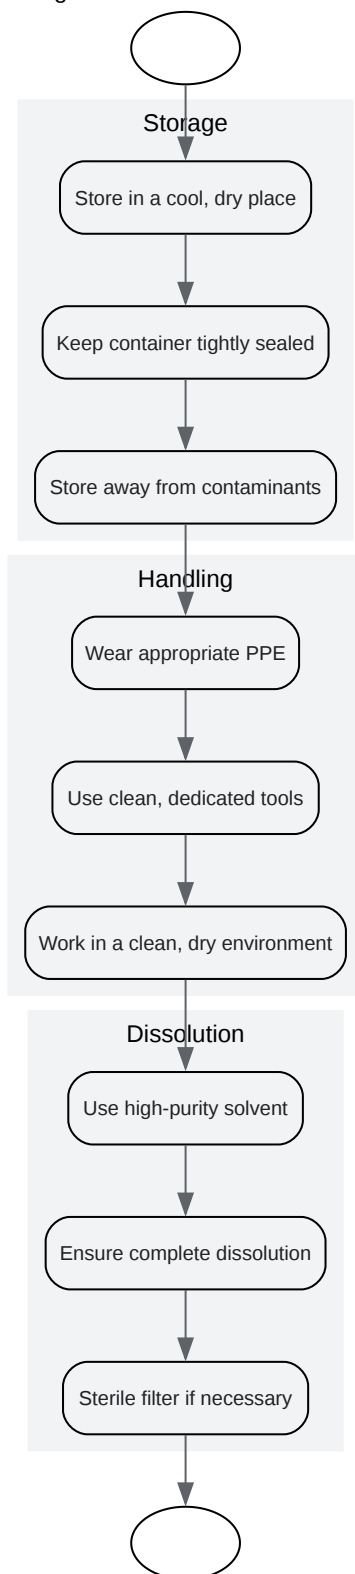 Storage
Store in a cool, dry place
Keep container tightly sealed
Store away from contaminants
Handling
Wear appropriate PPE
Use clean, dedicated tools
Work in a clean, dry environment
Dissolution
Use high-purity solvent
Ensure complete dissolution
Sterile filter if necessary